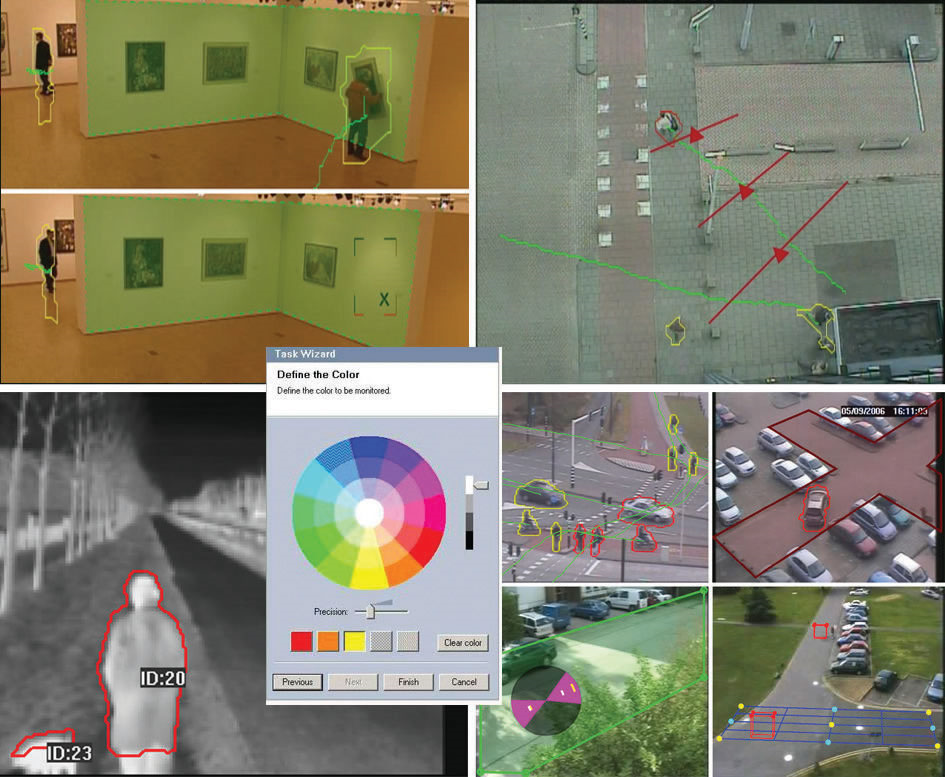 X
05/09/2006 16:11:03
Task Wizard
Define the Color
Define the color to be monitored.
Precision:
Clear color
Previous
Next
Finish
Cancel
ID:20
ID:23